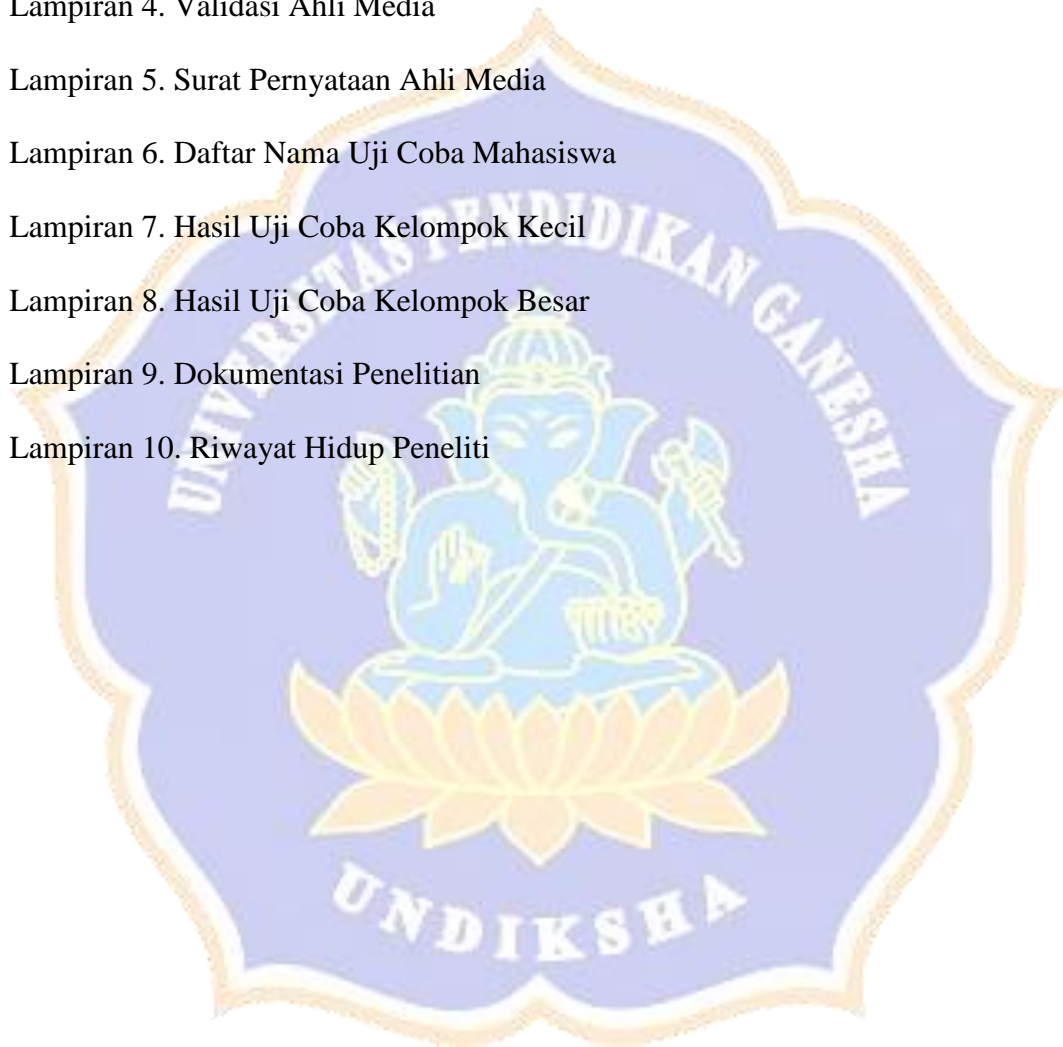 Lampiran 4. Validasi Ahli Media
Lampiran 5. Surat Pernyataan Ahli Media
Lampiran 6. Daftar Nama Uji Coba Mahasiswa
Lampiran 7. Hasil Uji Coba Kelompok Kecil
Lampiran 8. Hasil Uji Coba Kelompok Besar
Lampiran 9. Dokumentasi Penelitian
Lampiran 10. Riwayat Hidup Peneliti
UNIVERSITAS PENDIDIKAN GANESHA
UNDIKSHA